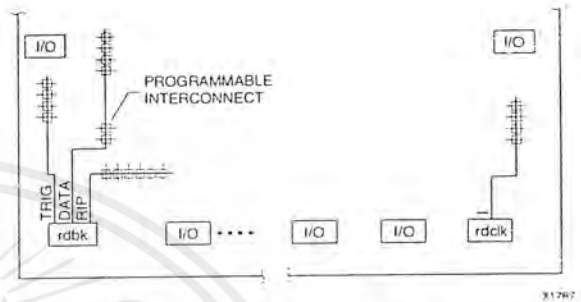 I/O
I/O
PROGRAMMABLE
INTERCONNECT
TRIG
DATA
RIP
I
rdbk
I/O
I/O
I/O
rdclk
X1787